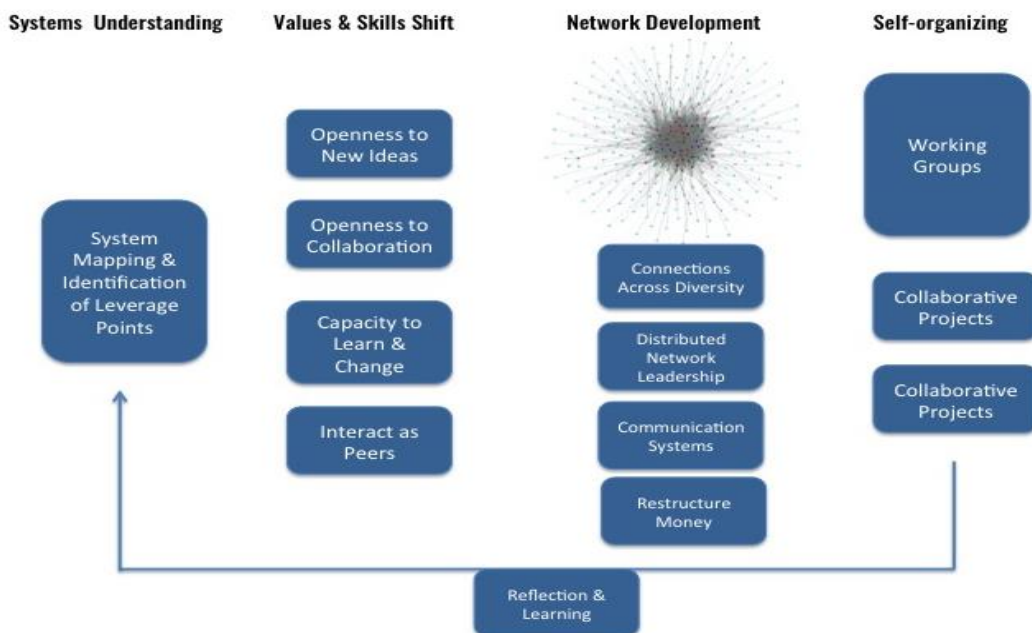 Systems Understanding
Values & Skills Shift
Network Development
Self-organizing
System
Mapping &
Identification
of Leverage
Points
Openness to
New Ideas
Openness to
Collaboration
Capacity to
Learn &
Change
Interact as
Peers
Connections
Across Diversity
Distributed
Network
Leadership
Communication
Systems
Restructure
Money
Working
Groups
Collaborative
Projects
Collaborative
Projects
Reflection &
Learning